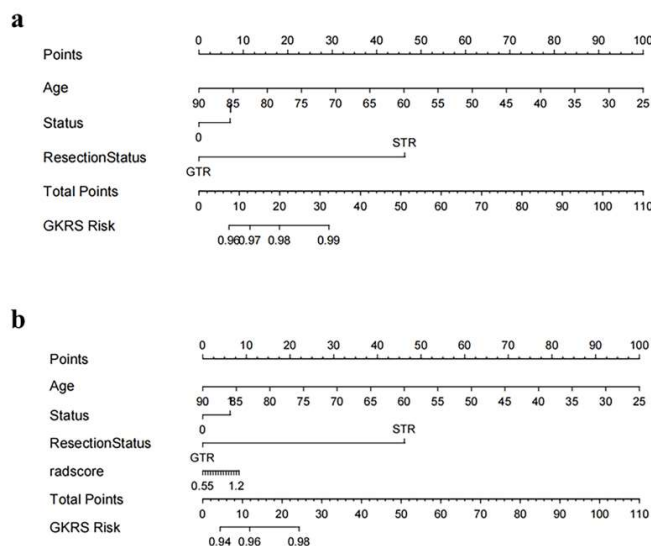 a
Points 0 10 20 30 40 50 60 70 80 90 100
Age
90 85 80 75 70 65 60 55 50 45 40 35 30 25
Status
0
STR
ResectionStatus
GTR
Total Points
0 10 20 30 40 50 60 70 80 90 100 110
GKRS Risk
0.96 0.97 0.98 0.99
b
0 10 20 30 40 50 60 70 80 90 100
Points
Age
90 1 85 80 75 70 65 60 55 50 45 40 35 30 25
Status
0 STR
ResectionStatus
GTR
radscore
0.55 1.2
Total Points
0 10 20 30 40 50 60 70 80 90 100 110
GKRS Risk
0.94 0.96 0.98